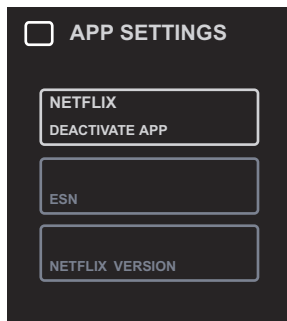 APP SETTINGS
NETFLIX
DEACTIVATE APP
ESN
NETFLIX VERSION